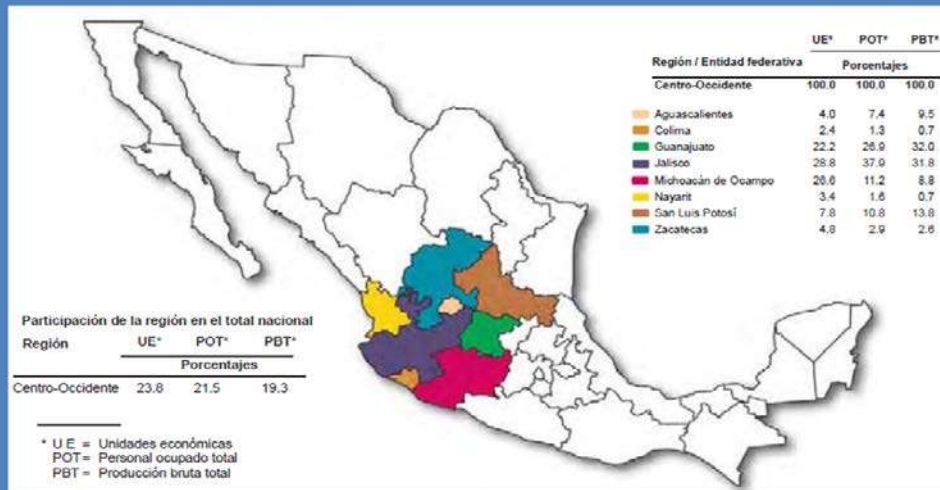 UE* POT* PBT*
Región / Entidad federativa Porcentajes
Centro-Occidente 100.0 100.0 100.0
Aguascalientes 4.0 7.4 9.5
Colima 2.4 1.3 0.7
Guanajuato 22.2 26.9 32.0
Jalisco 28.8 37.9 31.8
Michoacán de Ocampo 26.6 11.2 8.8
Nayarit 3.4 1.6 0.7
San Luis Potosí 7.8 10.8 13.8
Zacatecas 4.8 2.9 2.6
Participación de la región en el total nacional
Región UE* POT* PBT*
Porcentajes
Centro-Occidente 23.8 21.5 19.3
* U E = Unidades económicas
POT = Personal ocupado total
PBT = Producción bruta total